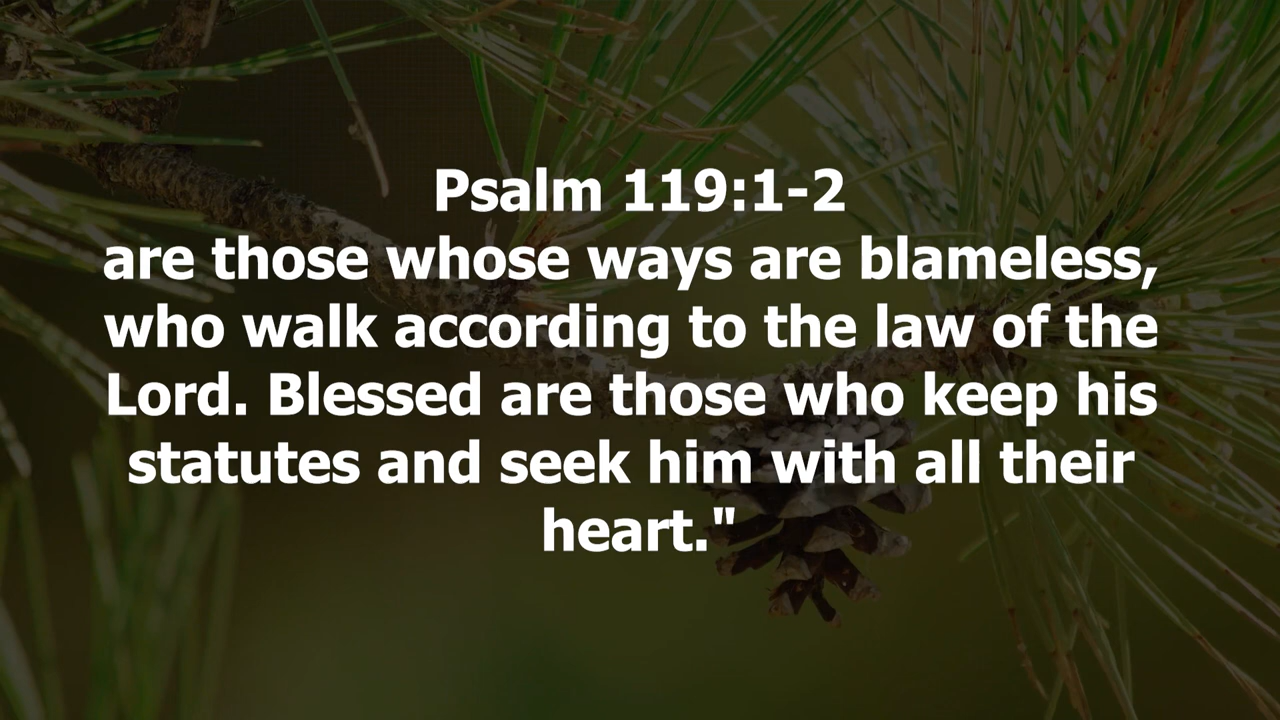 Psalm 119:1-2
are those whose ways are blameless,
who walk according to the law of the
Lord. Blessed are those who keep his
statutes and seek him with all their
heart."